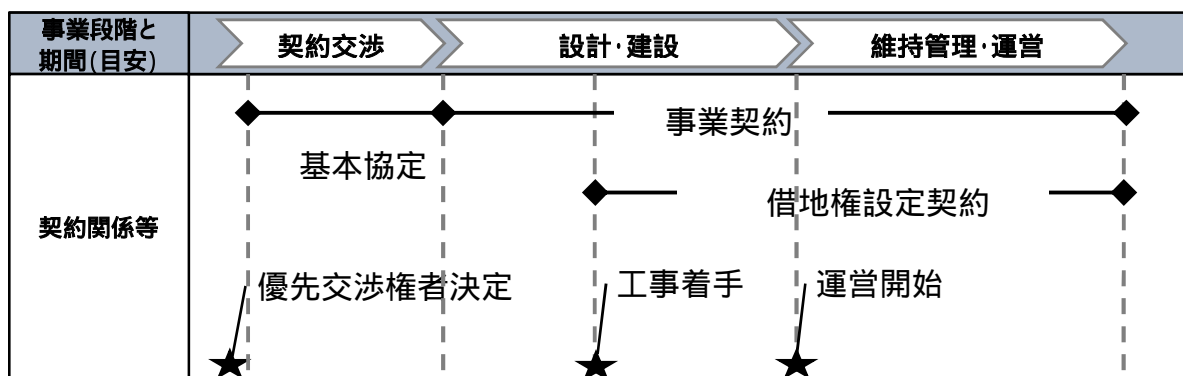 事業段階と
期間(目安)
契約交渉
設計・建設
維持管理・運営
契約関係等
事業契約
基本協定
借地権設定契約
優先交渉権者決定
工事着手
運営開始